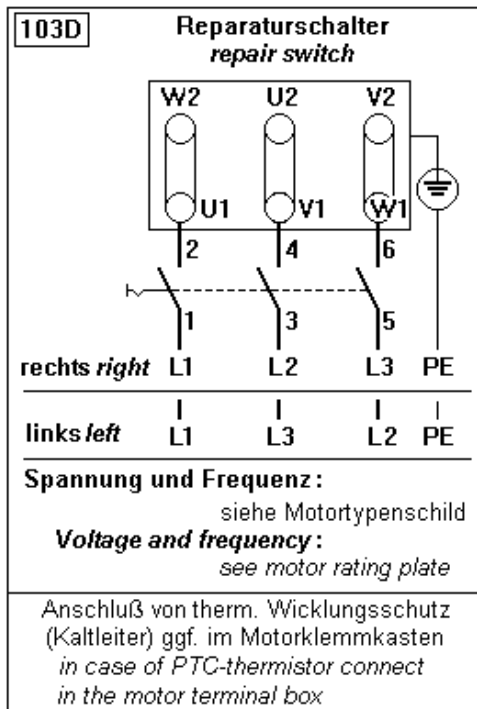 103D Reparaturschalter
repair switch
W2 U2 V2
U1 V1 W1
2 4 6
1 3 5
rechts right L1 L2 L3 PE
links left L1 L3 L2 PE
Spannung und Frequenz:
siehe Motortypenschild
Voltage and frequency:
see motor rating plate
Anschluß von therm. Wicklungsschutz
(Kaltleiter) ggf. im Motorklemmkasten
in case of PTC-thermistor connect
in the motor terminal box